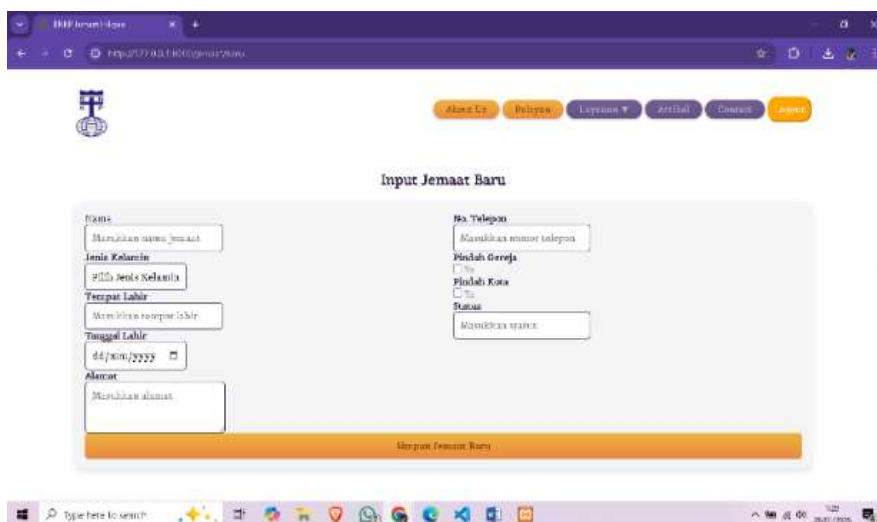 About Us Pelayan Layanan ▼ Artikel Contact Logout
Input Jemaat Baru
Nama
Masukkan nama jemaat
Jenis Kelamin
Pilih Jenis Kelamin
Tempat Lahir
Masukkan tempat lahir
Tanggal Lahir
dd/mm/yyyy
Alamat
Masukkan alamat
No. Telepon
Masukkan nomor telepon
Pindah Gereja
Ya
Pindah Kota
Ya
Status
Masukkan status
Simpan Jemaat Baru
Type here to search